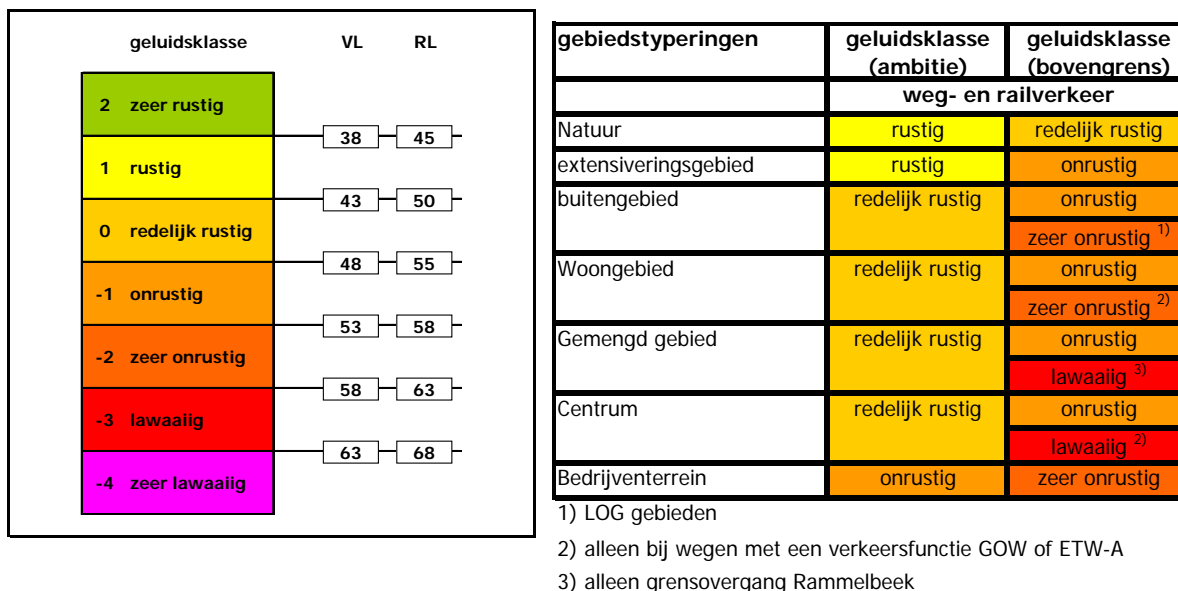 geluidsklasse VL RL
2 zeer rustig
38 45
1 rustig
43 50
0 redelijk rustig
48 55
-1 onrustig
53 58
-2 zeer onrustig
58 63
-3 lawaaiig
63 68
-4 zeer lawaaiig
gebiedstyperingen geluidsklasse geluidsklasse
(ambitie) (bovengrens)
weg- en railverkeer
Natuur rustig redelijk rustig
extensiveringsgebied rustig onrustig
buitengebied redelijk rustig onrustig
zeer onrustig 1)
Woongebied redelijk rustig onrustig
zeer onrustig 2)
Gemengd gebied redelijk rustig onrustig
lawaaiig 3)
Centrum redelijk rustig onrustig
lawaaiig 2)
Bedrijventerrein onrustig zeer onrustig
1) LOG gebieden
2) alleen bij wegen met een verkeersfunctie GOW of ETW-A
3) alleen grensovergang Rammelbeek